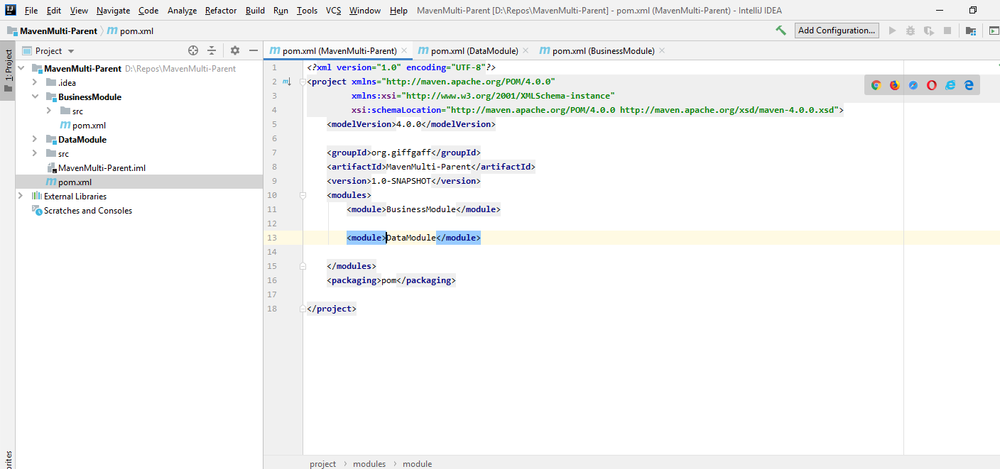 IJ File Edit View Navigate Code Analyze Refactor Build Run Tools VCS Window Help MavenMulti-Parent [D:\Repos\MavenMulti-Parent] - pom.xml (MavenMulti-Parent) - IntelliJ IDEA
MavenMulti-Parent m pom.xml Add Configuration...
1: Project
Project
MavenMulti-Parent D:\Repos\MavenMulti-Parent
.idea
BusinessModule
src
m pom.xml
DataModule
src
MavenMulti-Parent.iml
m pom.xml
External Libraries
Scratches and Consoles
m pom.xml (MavenMulti-Parent) m pom.xml (DataModule) m pom.xml (BusinessModule)
1 <?xml version="1.0" encoding="UTF-8"?>
2 m <project xmlns="http://maven.apache.org/POM/4.0.0"
3 xmlns:xsi="http://www.w3.org/2001/XMLSchema-instance"
4 xsi:schemaLocation="http://maven.apache.org/POM/4.0.0 http://maven.apache.org/xsd/maven-4.0.0.xsd">
5 <modelVersion>4.0.0</modelVersion>
6
7 <groupId>org.giffgaff</groupId>
8 <artifactId>MavenMulti-Parent</artifactId>
9 <version>1.0-SNAPSHOT</version>
10 <modules>
11 <module>BusinessModule</module>
12
13 <module>DataModule</module>
14
15 </modules>
16 <packaging>pom</packaging>
17
18 </project>
project › modules › module